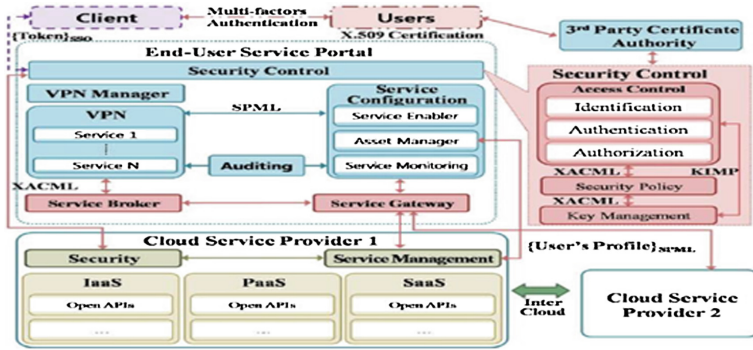 Client
Multi-factors
Authentication
Users
{Token}SSO
X.509 Certification
3rd Party Certificate
Authority
End-User Service Portal
Security Control
VPN Manager
VPN
Service 1
Service N
SPML
Auditing
Service
Configuration
Service Enabler
Asset Manager
Service Monitoring
XACML
Service Broker
Service Gateway
Security Control
Access Control
Identification
Authentication
Authorization
XACML
KIMP
Security Policy
XACML
Key Management
Cloud Service Provider 1
Security
Service Management
{User's Profile}SPML
IaaS
Open APIs
...
PaaS
Open APIs
...
SaaS
Open APIs
...
Inter
Cloud
Cloud Service
Provider 2